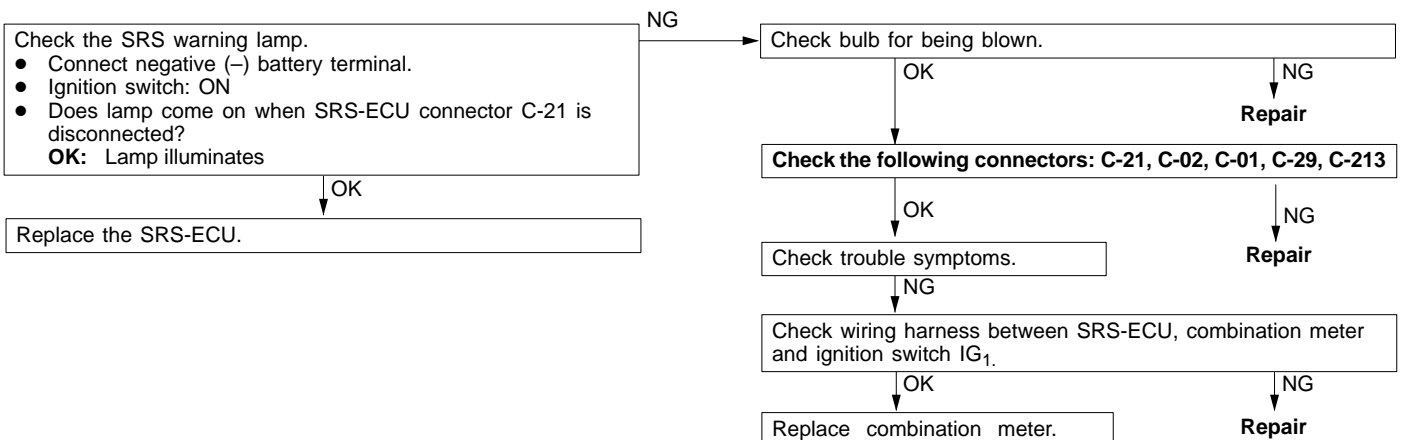 Check the SRS warning lamp.
● Connect negative (–) battery terminal.
● Ignition switch: ON
● Does lamp come on when SRS-ECU connector C-21 is
disconnected?
OK: Lamp illuminates
NG
Check bulb for being blown.
OK
NG
Repair
Check the following connectors: C-21, C-02, C-01, C-29, C-213
OK
Replace the SRS-ECU.
OK
NG
Check trouble symptoms.
Repair
NG
Check wiring harness between SRS-ECU, combination meter
and ignition switch IG1.
OK
NG
Replace combination meter.
Repair